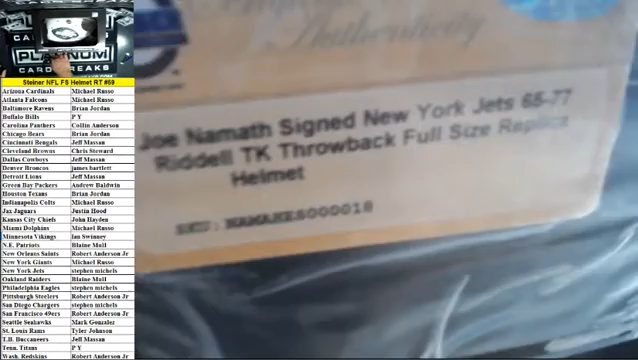 PLATINUM
CARD BREAKS
Steiner NFL FS Helmet RT #69
Arizona Cardinals Michael Russo
Atlanta Falcons Michael Russo
Baltimore Ravens Brian Jordan
Buffalo Bills P Y
Carolina Panthers Collin Anderson
Chicago Bears Brian Jordan
Cincinnati Bengals Jeff Massan
Cleveland Browns Chris Steward
Dallas Cowboys Jeff Massan
Denver Broncos james bartlett
Detroit Lions Jeff Massan
Green Bay Packers Andrew Baldwin
Houston Texans Brian Jordan
Indianapolis Colts Michael Russo
Jax Jaguars Justin Hood
Kansas City Chiefs John Hayden
Miami Dolphins Michael Russo
Minnesota Vikings Ian Swinney
N.E. Patriots Blaine Mull
New Orleans Saints Robert Anderson Jr
New York Giants Michael Russo
New York Jets stephen michels
Oakland Raiders Blaine Mull
Philadelphia Eagles stephen michels
Pittsburgh Steelers Robert Anderson Jr
San Diego Chargers stephen michels
San Francisco 49ers Robert Anderson Jr
Seattle Seahawks Mark Gonzalez
St. Louis Rams Tyler Johnson
T.B. Buccaneers Jeff Massan
Tenn. Titans P Y
Wash. Redskins Robert Anderson Jr
Authenticity
Joe Namath Signed New York Jets 65-77
Riddell TK Throwback Full Size Replica
Helmet
SKU: NAMAHES000018